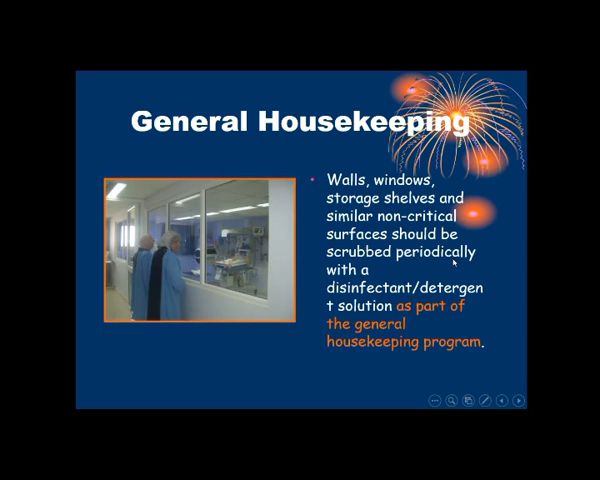 General Housekeeping
• Walls, windows,
storage shelves and
similar non-critical
surfaces should be
scrubbed periodically
with a
disinfectant/detergen
t solution as part of
the general
housekeeping program.